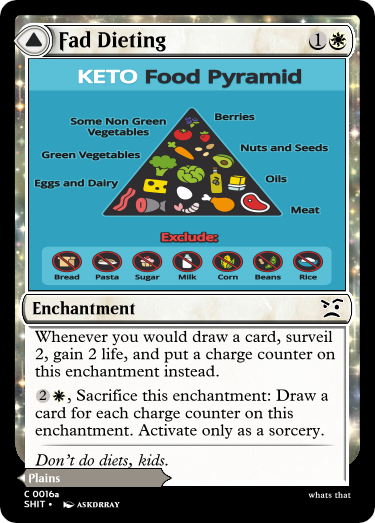 Fad Dieting
1
KETO Food Pyramid
Some Non Green
Vegetables
Berries
Green Vegetables
Nuts and Seeds
Eggs and Dairy
Oils
Meat
Exclude:
Bread Pasta Sugar Milk Corn Beans Rice
Enchantment
Whenever you would draw a card, surveil
2, gain 2 life, and put a charge counter on
this enchantment instead.
2 , Sacrifice this enchantment: Draw a
card for each charge counter on this
enchantment. Activate only as a sorcery.
Don't do diets, kids.
Plains
C 0016a
SHIT • ASKDRRAY
whats that